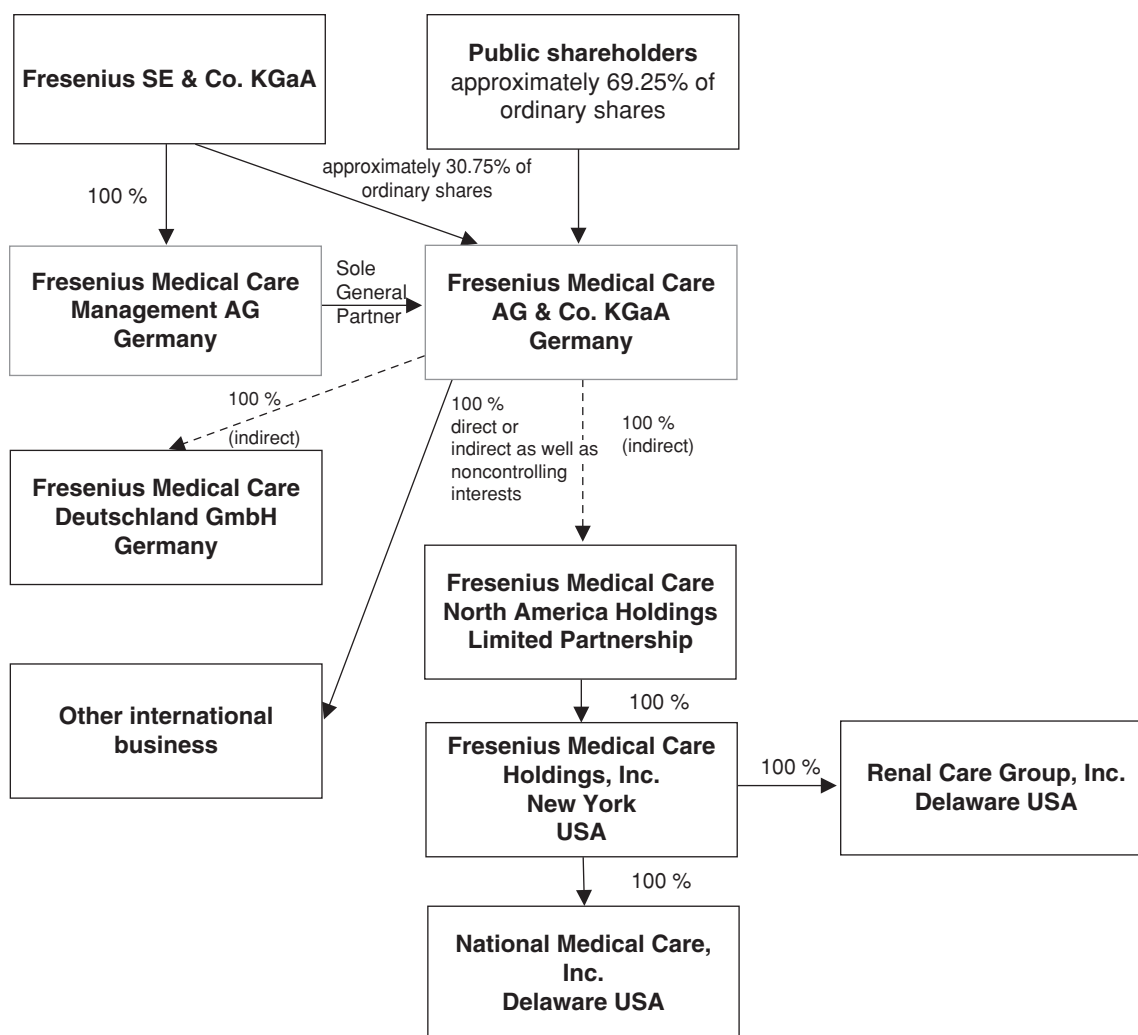 Fresenius SE & Co. KGaA
Public shareholders
approximately 69.25% of
ordinary shares
approximately 30.75% of
ordinary shares
100 %
Fresenius Medical Care
Management AG
Germany
Sole
General
Partner
Fresenius Medical Care
AG & Co. KGaA
Germany
100 %
(indirect)
100 %
direct or
indirect as well as
noncontrolling
interests
100 %
(indirect)
Fresenius Medical Care
Deutschland GmbH
Germany
Fresenius Medical Care
North America Holdings
Limited Partnership
Other international
business
100 %
Fresenius Medical Care
Holdings, Inc.
New York
USA
100 %
Renal Care Group, Inc.
Delaware USA
100 %
National Medical Care,
Inc.
Delaware USA